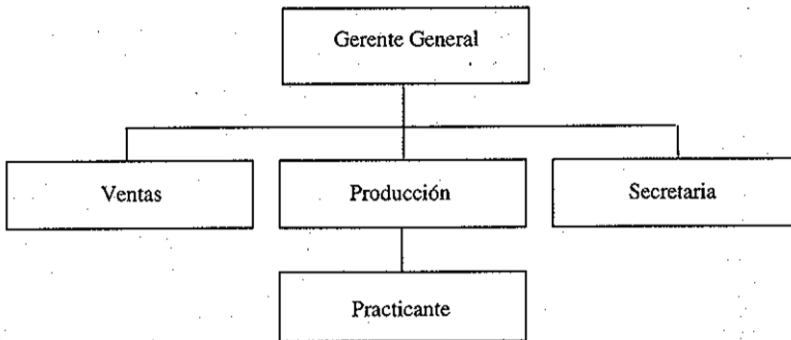 Gerente General
Ventas
Producción
Secretaria
Practicante